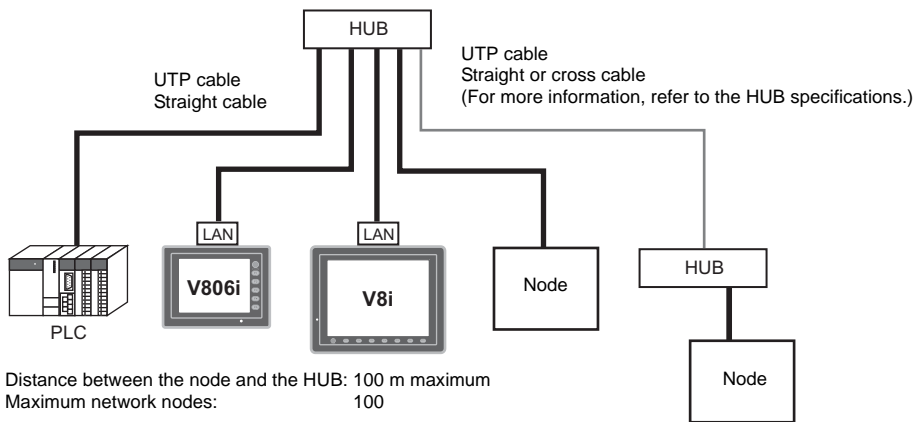 HUB
UTP cable
Straight cable
UTP cable
Straight or cross cable
(For more information, refer to the HUB specifications.)
LAN
LAN
HUB
V806i
V8i
Node
PLC
Node
Distance between the node and the HUB: 100 m maximum
Maximum network nodes: 100